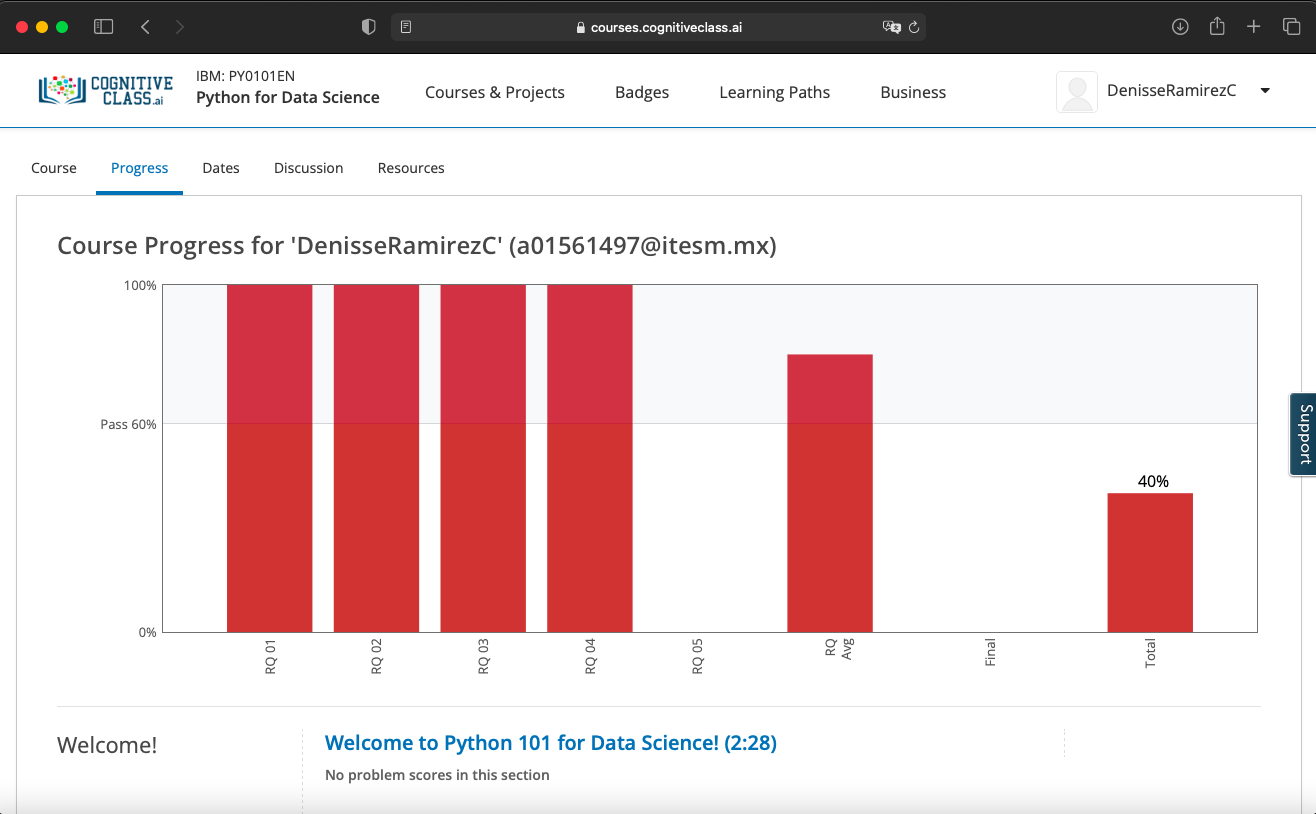 courses.cognitiveclass.ai
COGNITIVE
CLASS.ai
IBM: PY0101EN
Python for Data Science
Courses & Projects
Badges
Learning Paths
Business
DenisseRamirezC
Course
Progress
Dates
Discussion
Resources
Course Progress for 'DenisseRamirezC' (a01561497@itesm.mx)
100%
Pass 60%
0%
40%
RQ 01
RQ 02
RQ 03
RQ 04
RQ 05
RQ
Avg
Final
Total
Support
Welcome!
Welcome to Python 101 for Data Science! (2:28)
No problem scores in this section